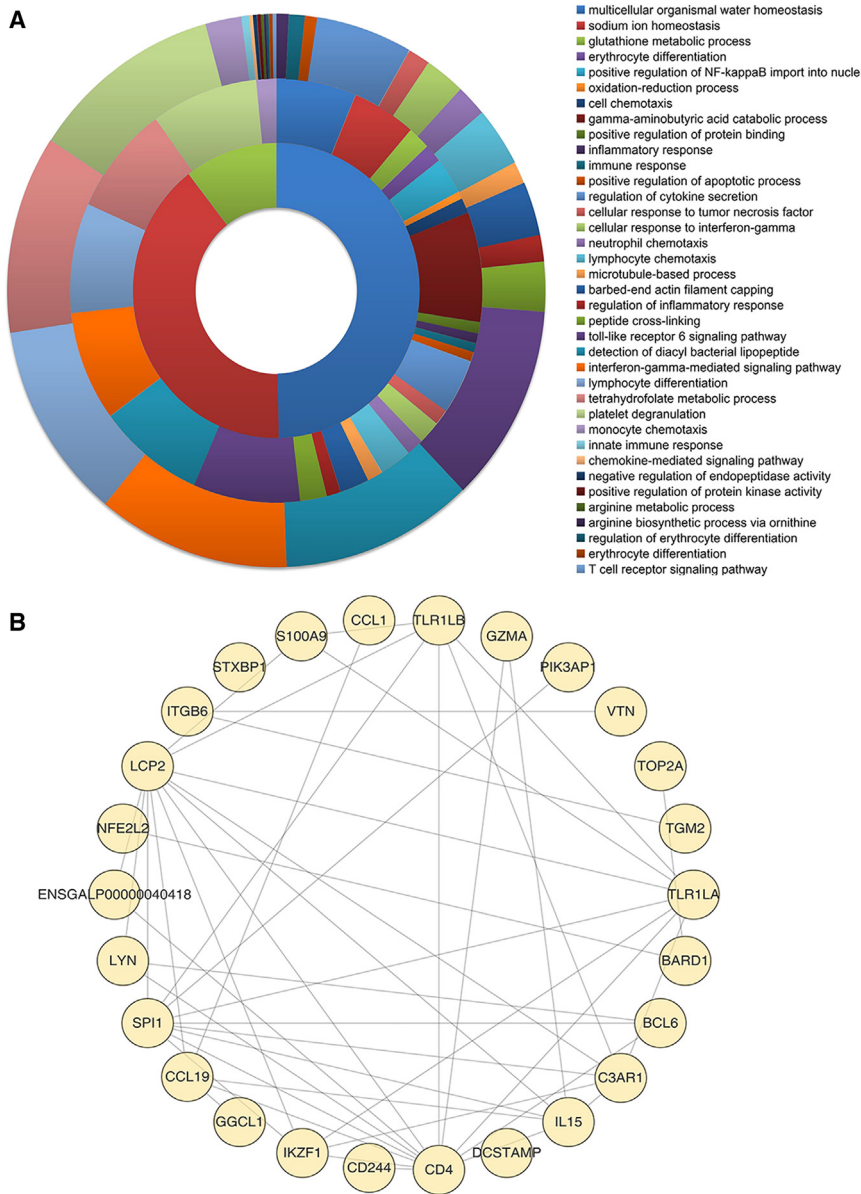 A
multicellular organismal water homeostasis
sodium ion homeostasis
glutathione metabolic process
erythrocyte differentiation
positive regulation of NF-kappaB import into nucle
oxidation-reduction process
cell chemotaxis
gamma-aminobutyric acid catabolic process
positive regulation of protein binding
inflammatory response
immune response
positive regulation of apoptotic process
regulation of cytokine secretion
cellular response to tumor necrosis factor
cellular response to interferon-gamma
neutrophil chemotaxis
lymphocyte chemotaxis
microtubule-based process
barbed-end actin filament capping
regulation of inflammatory response
peptide cross-linking
toll-like receptor 6 signaling pathway
detection of diacyl bacterial lipopeptide
interferon-gamma-mediated signaling pathway
lymphocyte differentiation
tetrahydrofolate metabolic process
platelet degranulation
monocyte chemotaxis
innate immune response
chemokine-mediated signaling pathway
negative regulation of endopeptidase activity
positive regulation of protein kinase activity
arginine metabolic process
arginine biosynthetic process via ornithine
regulation of erythrocyte differentiation
erythrocyte differentiation
T cell receptor signaling pathway
B
CCL1
TLR1LB
S100A9
GZMA
STXBP1
PIK3AP1
ITGB6
VTN
LCP2
TOP2A
NFE2L2
TGM2
ENSGALP00000040418
TLR1LA
LYN
BARD1
SPI1
BCL6
CCL19
C3AR1
GGCL1
IL15
IKZF1
DCSTAMP
CD244
CD4